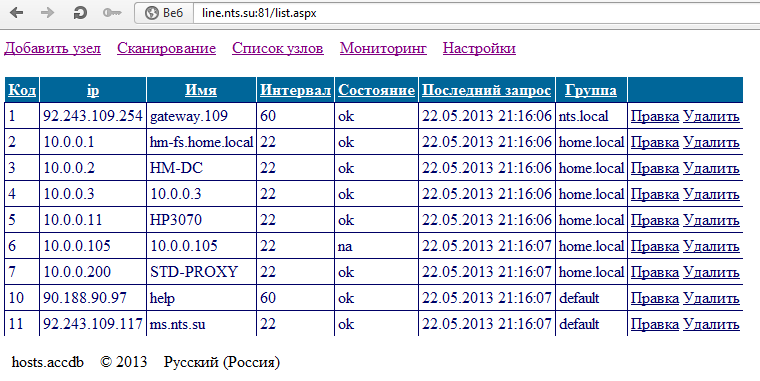 Веб line.nts.su:81/list.aspx
Добавить узел Сканирование Список узлов Мониторинг Настройки
Код ip Имя Интервал Состояние Последний запрос Группа
1 92.243.109.254 gateway.109 60 ok 22.05.2013 21:16:06 nts.local Правка Удалить
2 10.0.0.1 hm-fs.home.local 22 ok 22.05.2013 21:16:06 home.local Правка Удалить
3 10.0.0.2 HM-DC 22 ok 22.05.2013 21:16:06 home.local Правка Удалить
4 10.0.0.3 10.0.0.3 22 ok 22.05.2013 21:16:06 home.local Правка Удалить
5 10.0.0.11 HP3070 22 ok 22.05.2013 21:16:06 home.local Правка Удалить
6 10.0.0.105 10.0.0.105 22 na 22.05.2013 21:16:07 home.local Правка Удалить
7 10.0.0.200 STD-PROXY 22 ok 22.05.2013 21:16:07 home.local Правка Удалить
10 90.188.90.97 help 60 ok 22.05.2013 21:16:07 default Правка Удалить
11 92.243.109.117 ms.nts.su 22 ok 22.05.2013 21:16:07 default Правка Удалить
hosts.accdb © 2013 Русский (Россия)